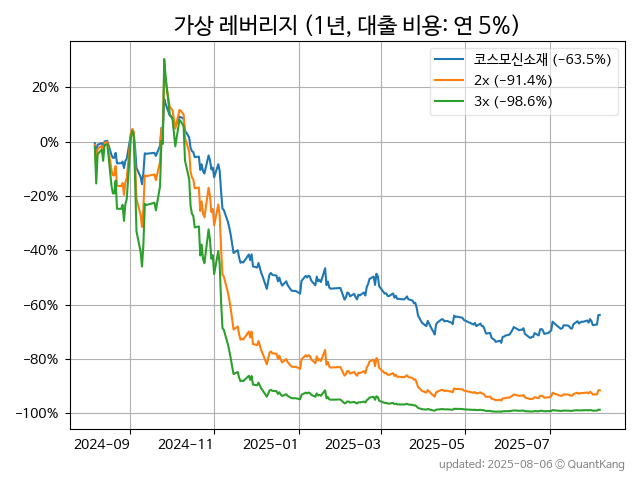 가상 레버리지 (1년, 대출 비용: 연 5%)
코스모신소재 (−63.5%)
2x (−91.4%)
3x (−98.6%)
20%
0%
−20%
−40%
−60%
−80%
−100%
2024-09 2024-11 2025-01 2025-03 2025-05 2025-07
updated: 2025-08-06 © QuantKang